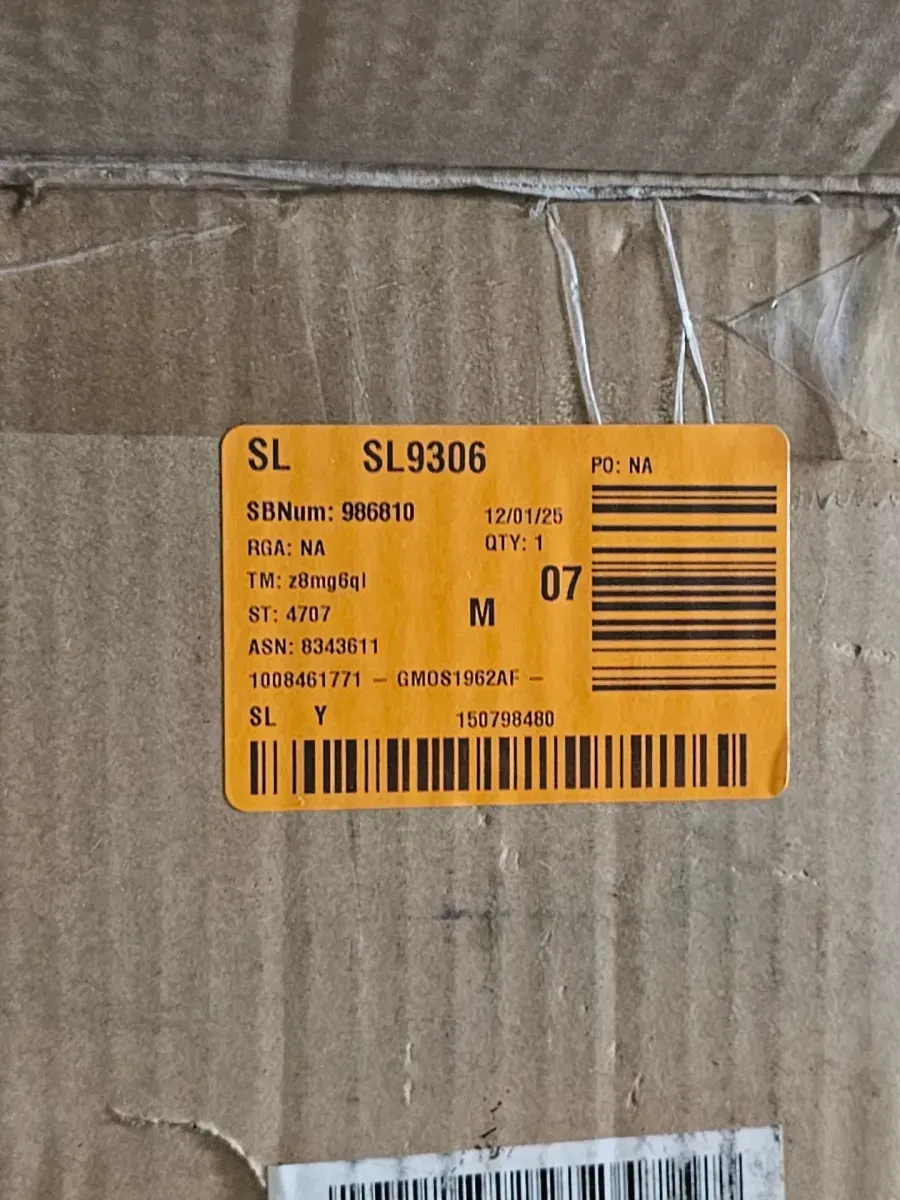 SL SL9306 PO: NA
SBNum: 986810 12/01/25
RGA: NA QTY: 1
TM: z8mg6ql 07
ST: 4707 M
ASN: 8343611
1008461771 - GMOS1962AF -
SL Y 150798480